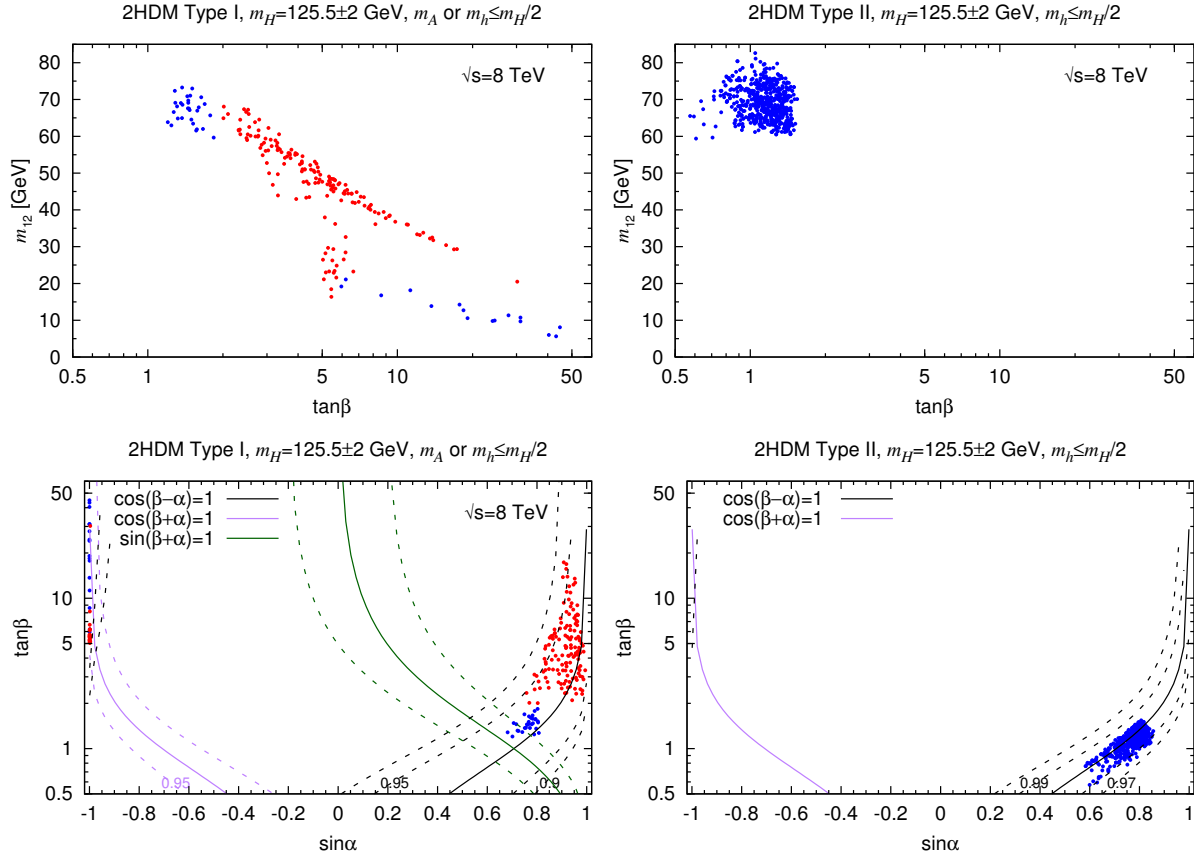 2HDM Type I, m_H=125.5±2 GeV, m_A or m_h≤m_H/2
√s=8 TeV
m_12 [GeV]
80
70
60
50
40
30
20
10
0
0.5 1 5 10 50
tanβ
2HDM Type II, m_H=125.5±2 GeV, m_h≤m_H/2
√s=8 TeV
m_12 [GeV]
80
70
60
50
40
30
20
10
0
0.5 1 5 10 50
tanβ
2HDM Type I, m_H=125.5±2 GeV, m_A or m_h≤m_H/2
cos(β−α)=1
cos(β+α)=1
sin(β+α)=1
√s=8 TeV
tanβ
50
10
5
1
0.5
0.95 0.95 0.9
-1 -0.8 -0.6 -0.4 -0.2 0 0.2 0.4 0.6 0.8 1
sinα
2HDM Type II, m_H=125.5±2 GeV, m_h≤m_H/2
cos(β−α)=1
cos(β+α)=1
tanβ
50
10
5
1
0.5
0.99 0.97
-1 -0.8 -0.6 -0.4 -0.2 0 0.2 0.4 0.6 0.8 1
sinα